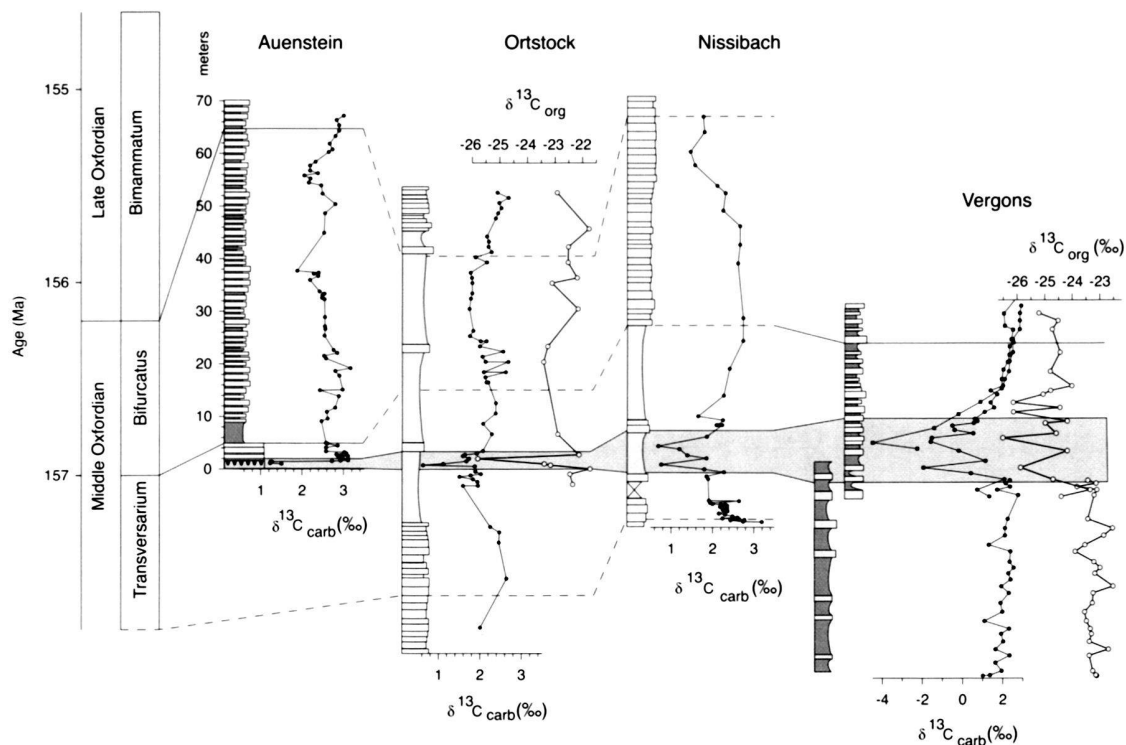 Auenstein
Ortstock
Nissibach
Vergons
meters
Age (Ma)
155
156
157
Late Oxfordian
Middle Oxfordian
Bimammatum
Bifurcatus
Transversarium
70
60
50
40
30
20
10
0
1 2 3
δ13Ccarb(‰)
δ13Corg
-26 -25 -24 -23 -22
1 2 3
δ13Ccarb(‰)
1 2 3
δ13Ccarb(‰)
δ13Corg(‰)
-26 -25 -24 -23
-4 -2 0 2
δ13Ccarb(‰)